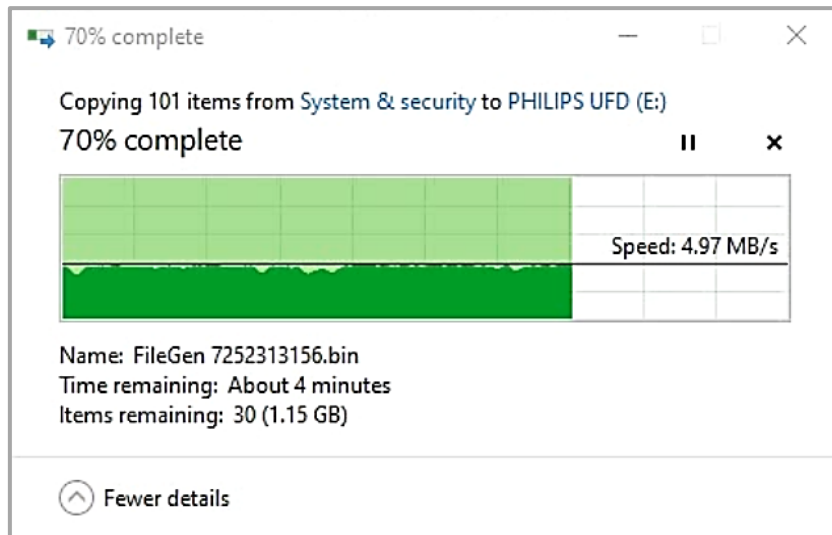 70% complete
Copying 101 items from System & security to PHILIPS UFD (E:)
70% complete
Speed: 4.97 MB/s
Name: FileGen 7252313156.bin
Time remaining: About 4 minutes
Items remaining: 30 (1.15 GB)
Fewer details